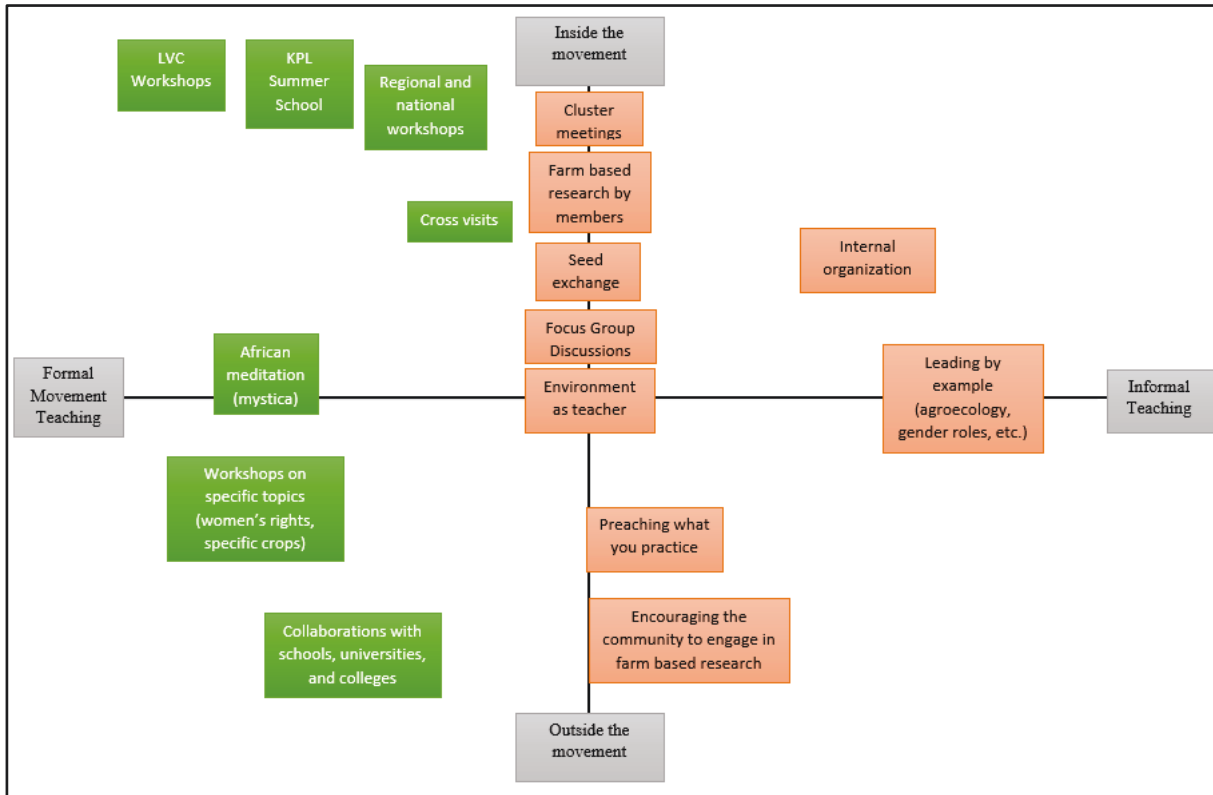 Inside the
movement
LVC
Workshops
KPL
Summer
School
Regional and
national
workshops
Cluster
meetings
Farm based
research by
members
Cross visits
Internal
organization
Seed
exchange
Focus Group
Discussions
African
meditation
(mystica)
Formal
Movement
Teaching
Environment
as teacher
Leading by
example
(agroecology,
gender roles, etc.)
Informal
Teaching
Workshops on
specific topics
(women’s rights,
specific crops)
Preaching what
you practice
Collaborations with
schools, universities,
and colleges
Encouraging the
community to engage in
farm based research
Outside the
movement